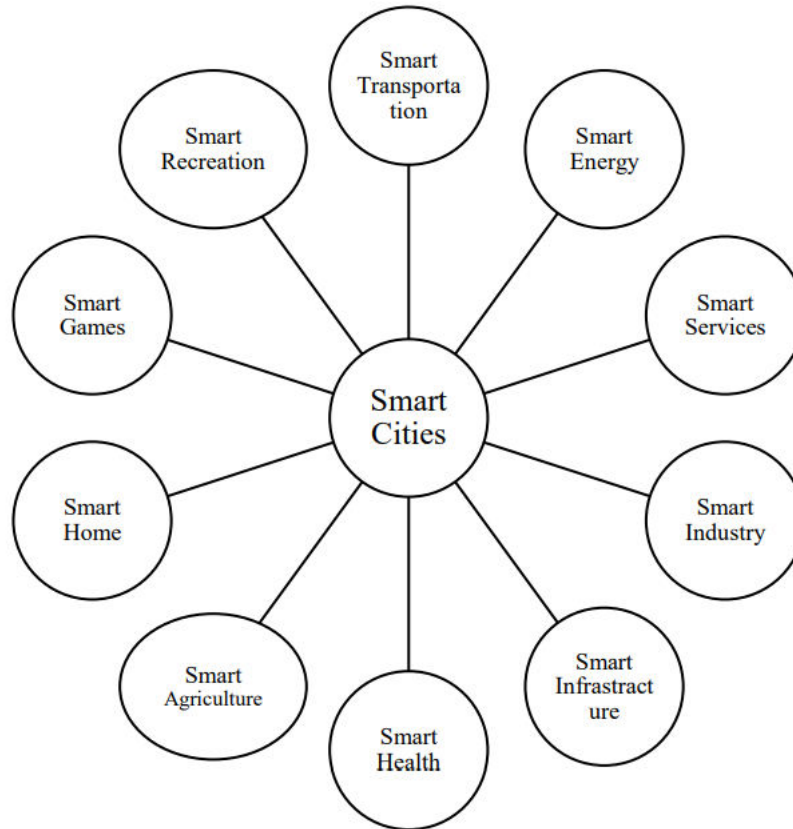 Smart
Transporta
tion
Smart
Energy
Smart
Services
Smart
Industry
Smart
Infrastract
ure
Smart
Health
Smart
Agriculture
Smart
Home
Smart
Games
Smart
Recreation
Smart
Cities